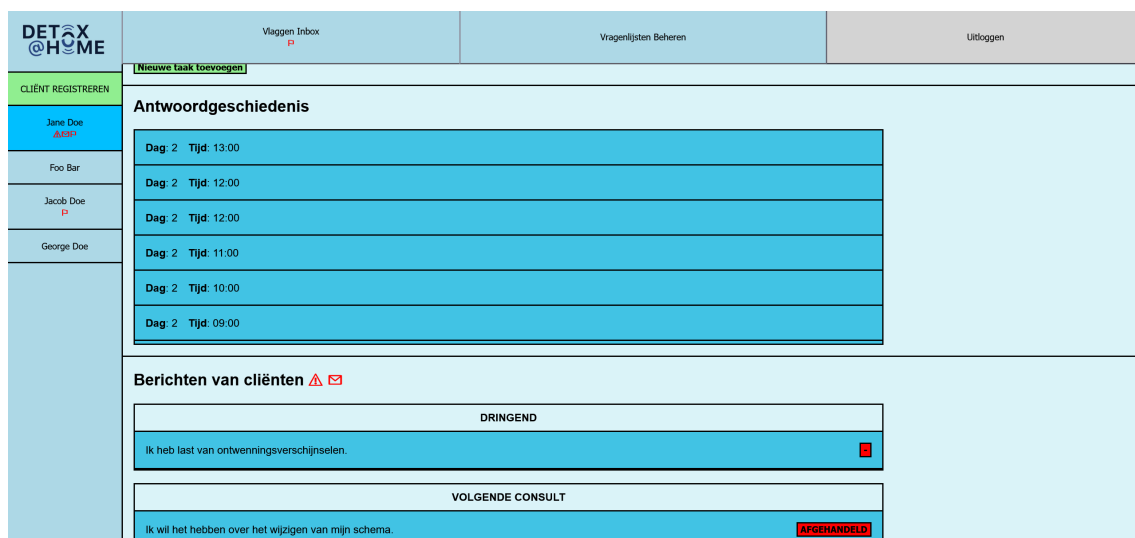 DETOX
@HOME
Vlaggen Inbox
Vragenlijsten Beheren
Uitloggen
CLIËNT REGISTREREN
Jane Doe
Foo Bar
Jacob Doe
George Doe
Nieuwe taak toevoegen
Antwoordgeschiedenis
Dag: 2 Tijd: 13:00
Dag: 2 Tijd: 12:00
Dag: 2 Tijd: 12:00
Dag: 2 Tijd: 11:00
Dag: 2 Tijd: 10:00
Dag: 2 Tijd: 09:00
Berichten van cliënten
DRINGEND
Ik heb last van ontwenningsverschijnselen.
-
VOLGENDE CONSULT
Ik wil het hebben over het wijzigen van mijn schema.
AFGEHANDELD